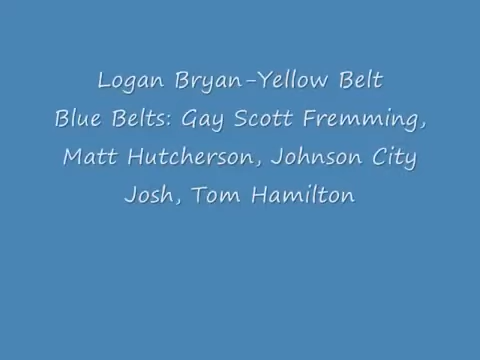 Logan Bryan-Yellow Belt
Blue Belts: Gay Scott Fremming,
Matt Hutcherson, Johnson City
Josh, Tom Hamilton